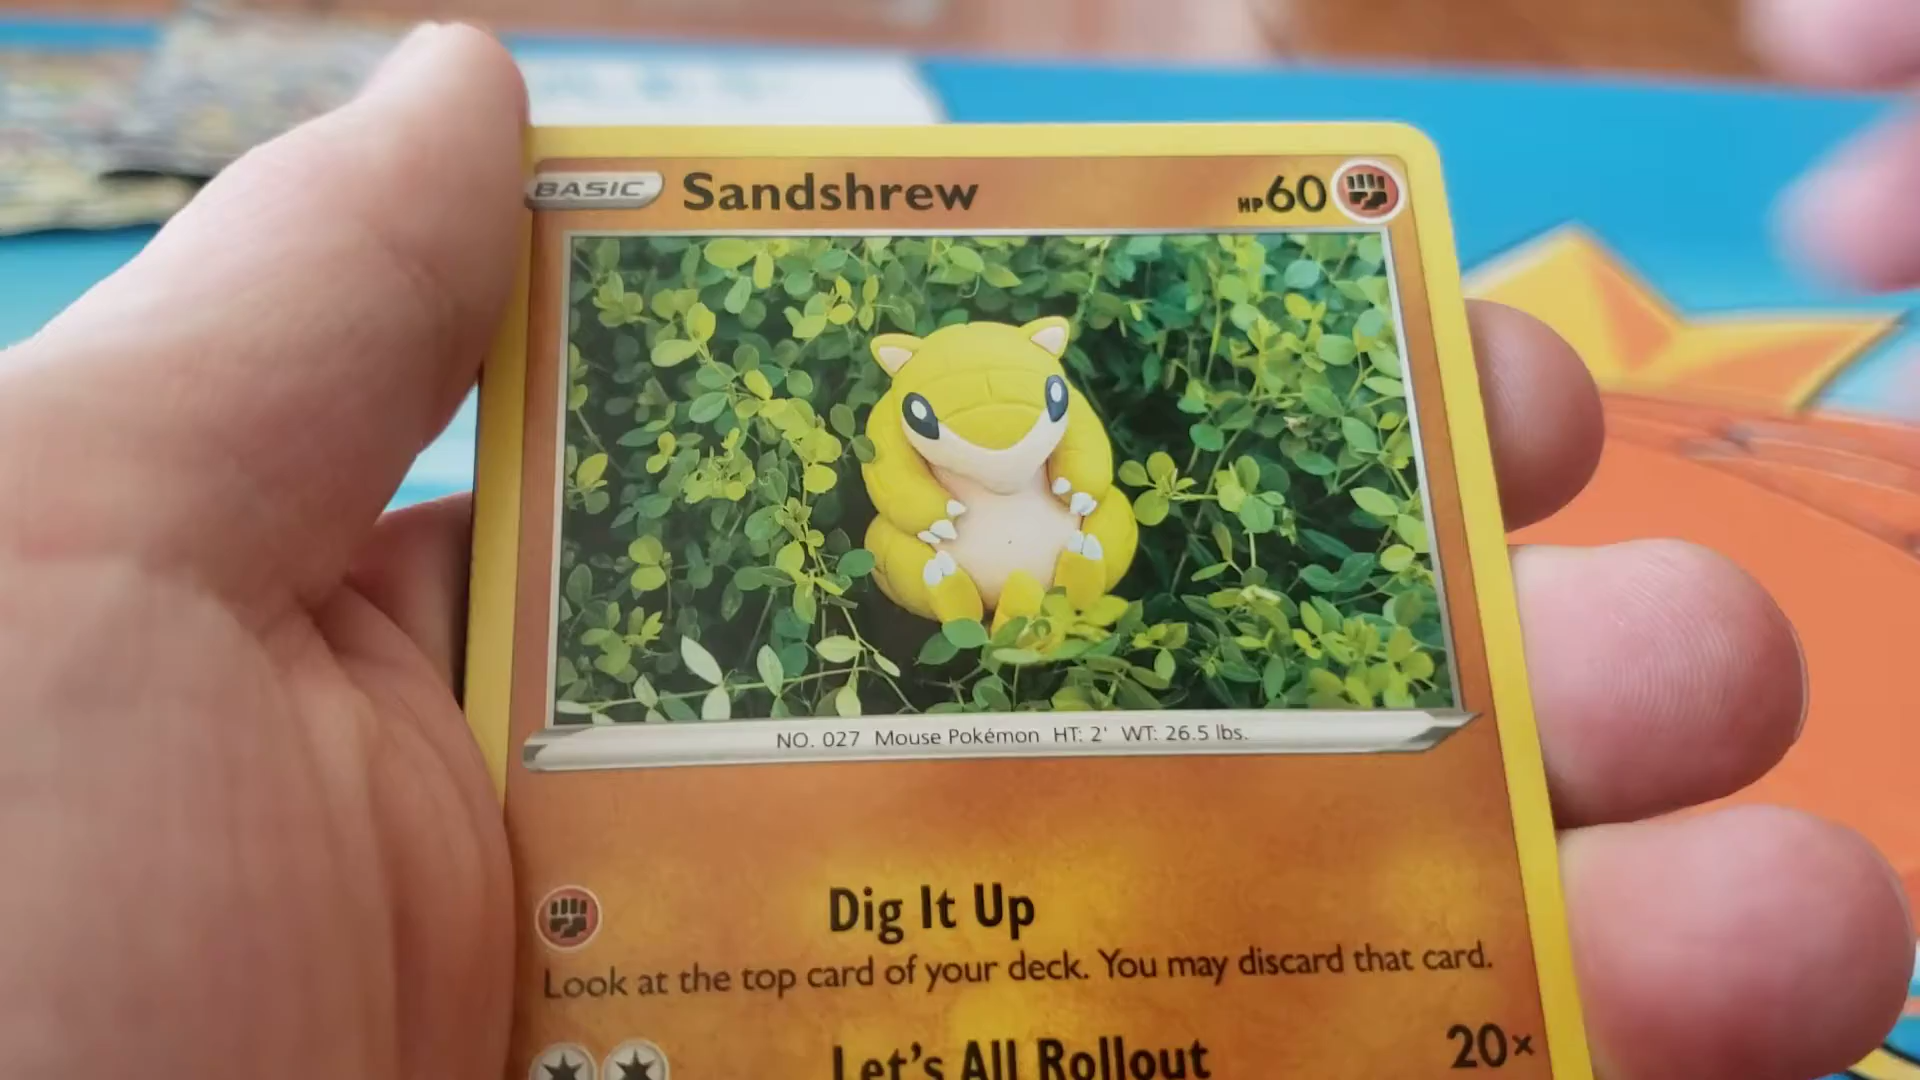 BASIC Sandshrew HP60
NO. 027 Mouse Pokémon HT: 2' WT: 26.5 lbs.
Dig It Up
Look at the top card of your deck. You may discard that card.
Let's All Rollout 20×